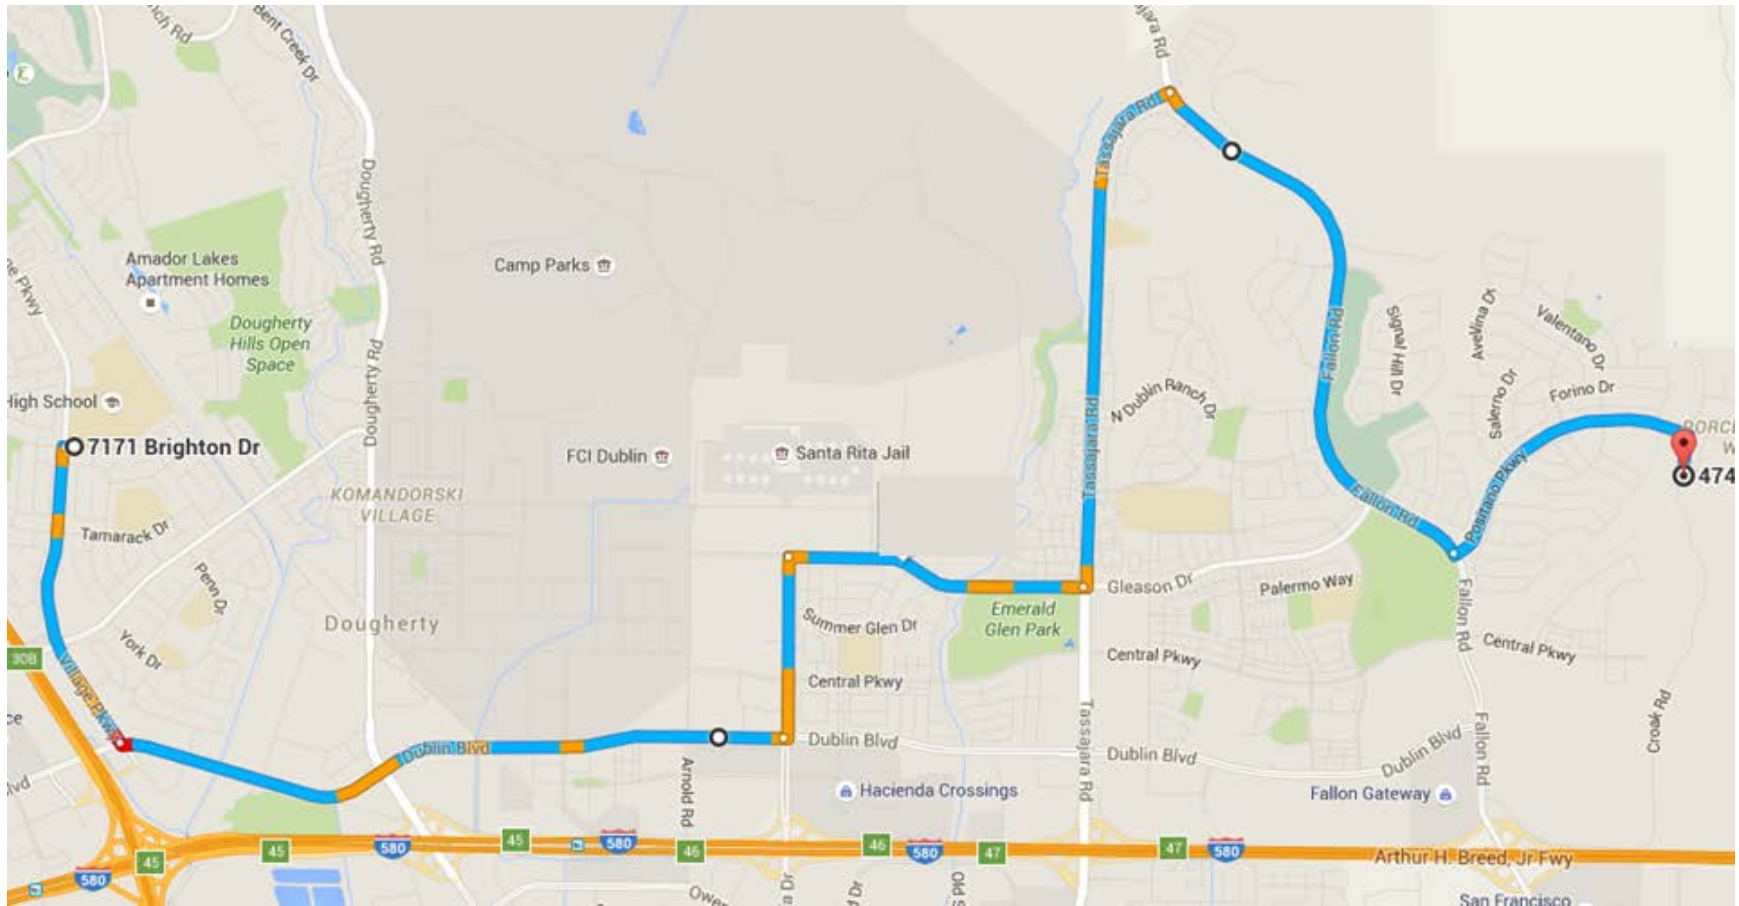 Bent Creek Dr
Dougherty Rd
Amador Lakes
Apartment Homes
Dougherty
Hills Open
Space
Dougherty Rd
High School
7171 Brighton Dr
Tamarack Dr
Penn Dr
York Dr
30B
Village Pkwy
KOMANDORSKI
VILLAGE
Dougherty
Camp Parks
FCI Dublin
Santa Rita Jail
Summer Glen Dr
Central Pkwy
Dublin Blvd
Dublin Blvd
Arnold Rd
Hacienda Crossings
Emerald
Glen Park
Tassajara Rd
Tassajara Rd
Tassajara Rd
N Dublin Ranch Dr
Gleason Dr
Palermo Way
Central Pkwy
Dublin Blvd
Dublin Blvd
Fallon Rd
Fallon Rd
Fallon Rd
Fallon Rd
Signal Hill Dr
Avellina Dr
Valentano Dr
Salerno Dr
Forino Dr
Positano Pkwy
474
Central Pkwy
Croak Rd
Fallon Gateway
Arthur H. Breed, Jr Fwy
San Francisco
580
45
45
580
45
580
46
46
580
47
47
580